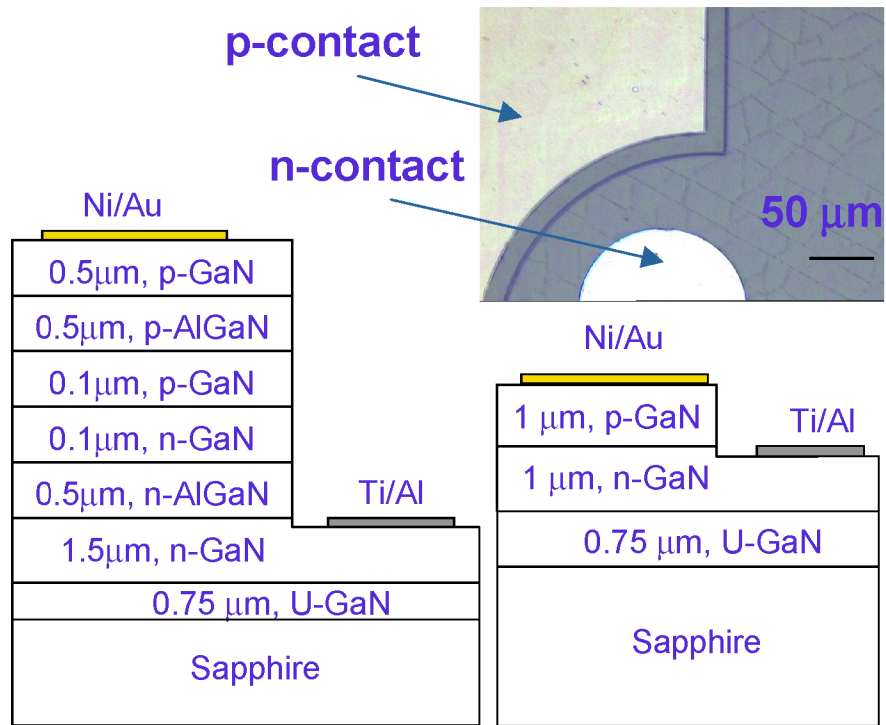 p-contact
n-contact
50 μm
Ni/Au
0.5μm, p-GaN
0.5μm, p-AlGaN
0.1μm, p-GaN
0.1μm, n-GaN
0.5μm, n-AlGaN
Ti/Al
1.5μm, n-GaN
0.75 μm, U-GaN
Sapphire
Ni/Au
1 μm, p-GaN
Ti/Al
1 μm, n-GaN
0.75 μm, U-GaN
Sapphire